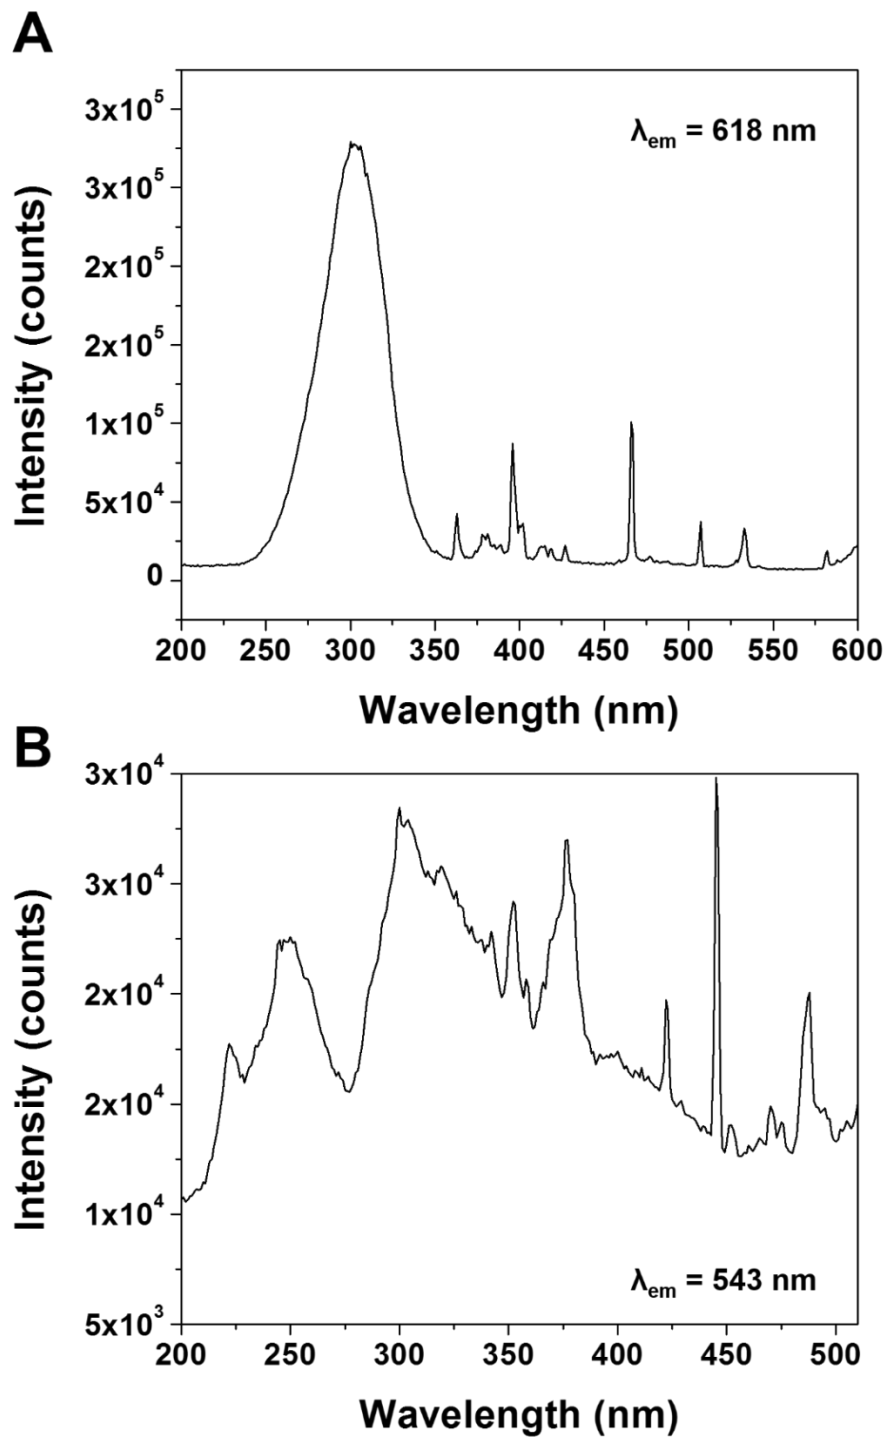 A
3x10⁵
λem = 618 nm
3x10⁵
2x10⁵
2x10⁵
1x10⁵
5x10⁴
0
Intensity (counts)
200 250 300 350 400 450 500 550 600
Wavelength (nm)
B
3x10⁴
3x10⁴
2x10⁴
2x10⁴
1x10⁴
λem = 543 nm
5x10³
Intensity (counts)
200 250 300 350 400 450 500
Wavelength (nm)